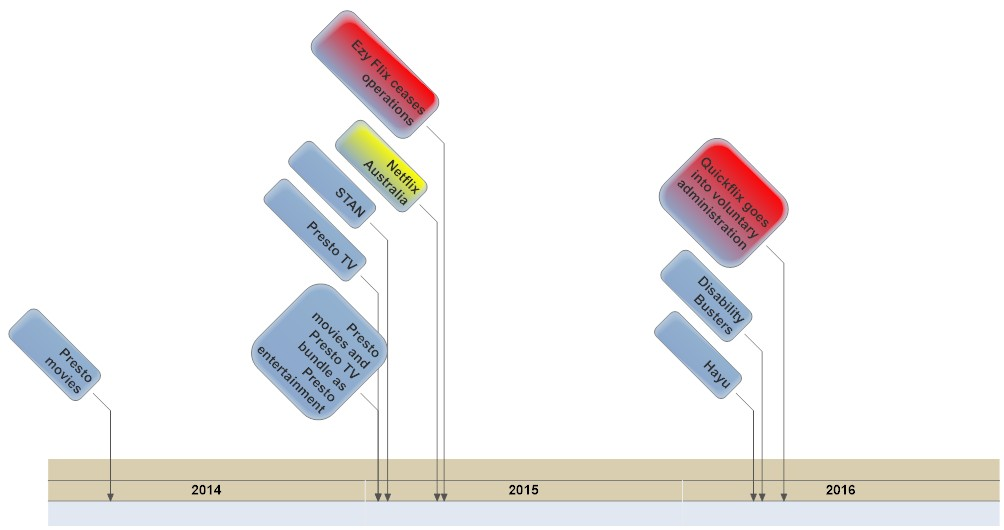 Ezy Flix ceases
operations
Netflix
Australia
STAN
Presto TV
Presto
movies and
Presto TV
bundle as
Presto
entertainment
Presto
movies
Quickflix goes
into voluntary
administration
Disability
Busters
Hayu
2014
2015
2016